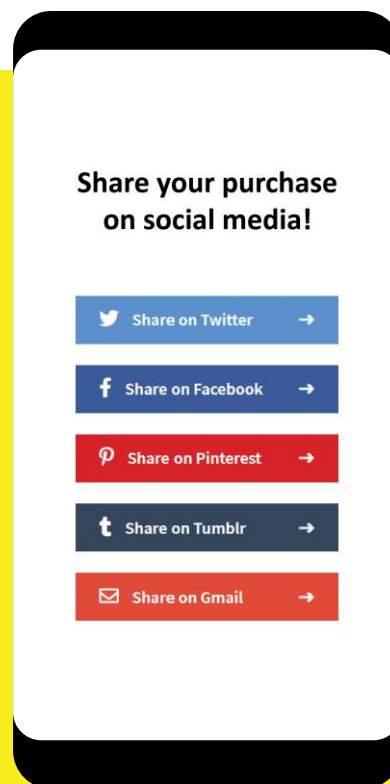 Share your purchase
on social media!
Share on Twitter
Share on Facebook
Share on Pinterest
Share on Tumblr
Share on Gmail